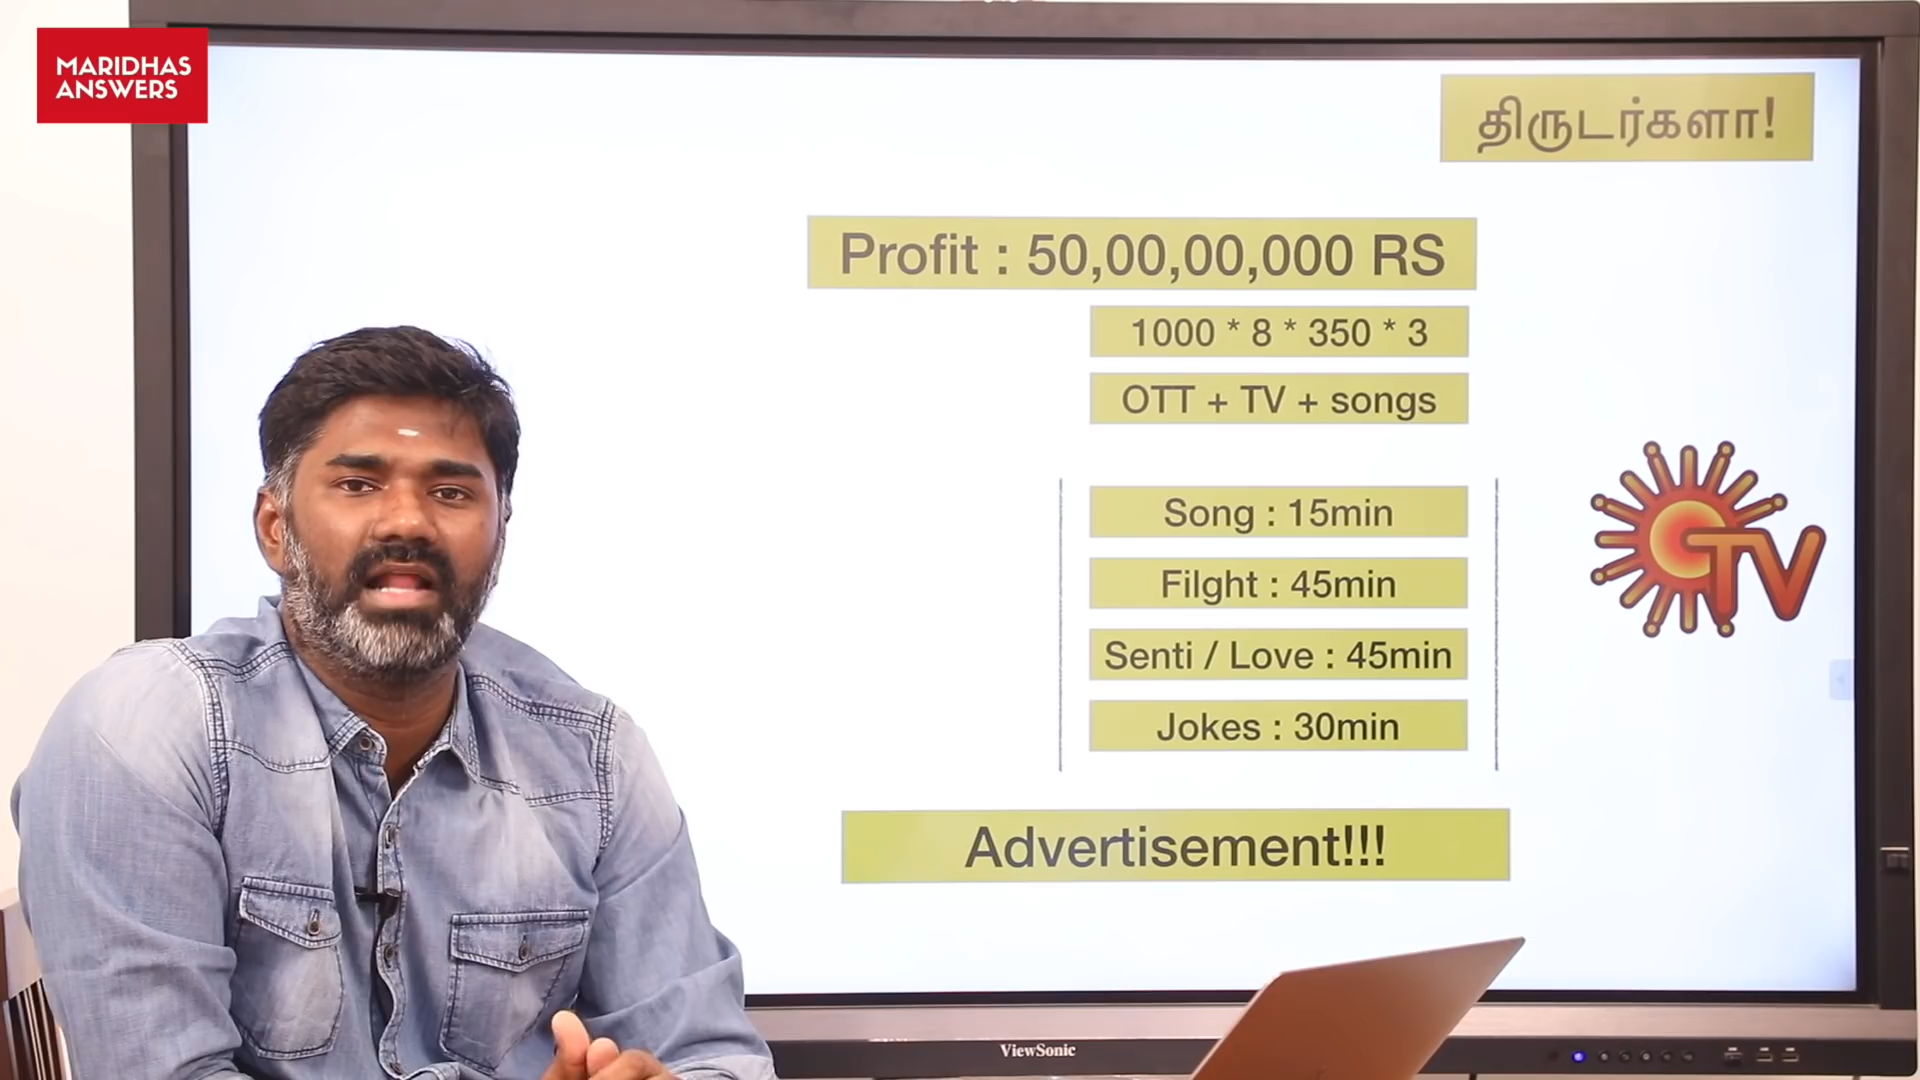 MARIDHAS
ANSWERS
திருடர்களா!
Profit : 50,00,00,000 RS
1000 * 8 * 350 * 3
OTT + TV + songs
Song : 15min
Filght : 45min
Senti / Love : 45min
Jokes : 30min
TV
Advertisement!!!
ViewSonic